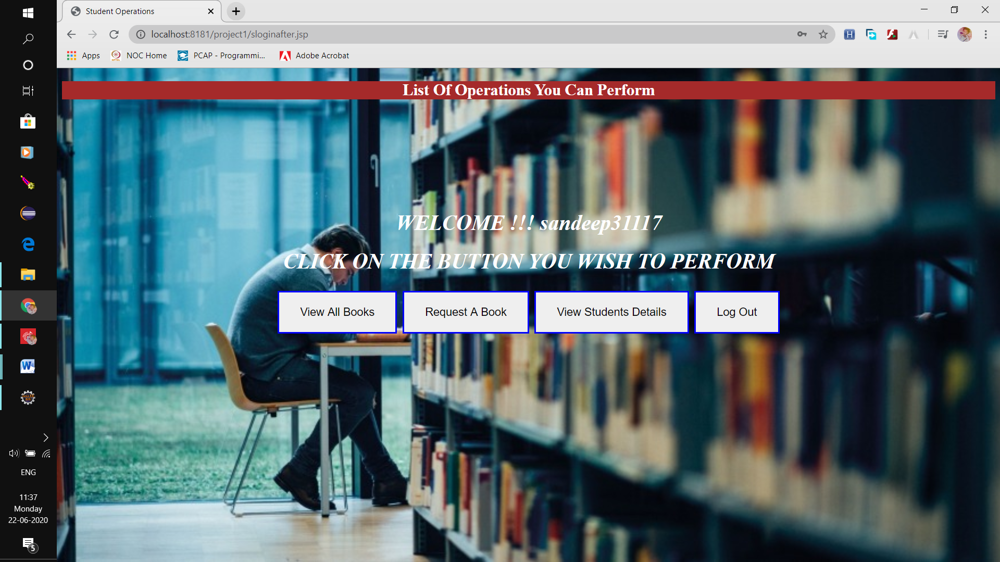 Student Operations
localhost:8181/project1/sloginafter.jsp
Apps
NOC Home
PCAP - Programmi...
Adobe Acrobat
List Of Operations You Can Perform
WELCOME !!! sandeep31117
CLICK ON THE BUTTON YOU WISH TO PERFORM
View All Books
Request A Book
View Students Details
Log Out
ENG
11:37
Monday
22-06-2020
5